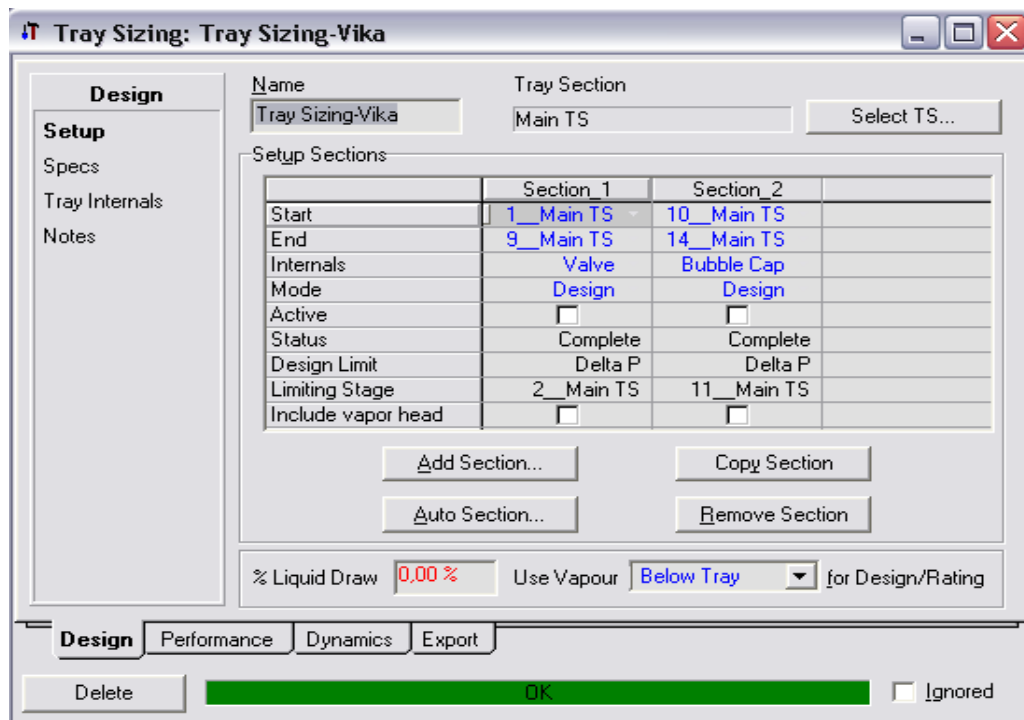 Tray Sizing: Tray Sizing-Vika
Design
Setup
Specs
Tray Internals
Notes
Name
Tray Section
Tray Sizing-Vika
Main TS
Select TS...
Setup Sections
Section_1 Section_2
Start 1__Main TS 10__Main TS
End 9__Main TS 14__Main TS
Internals Valve Bubble Cap
Mode Design Design
Active
Status Complete Complete
Design Limit Delta P Delta P
Limiting Stage 2__Main TS 11__Main TS
Include vapor head
Add Section... Copy Section
Auto Section... Remove Section
% Liquid Draw 0,00 % Use Vapour Below Tray for Design/Rating
Design Performance Dynamics Export
Delete OK Ignored